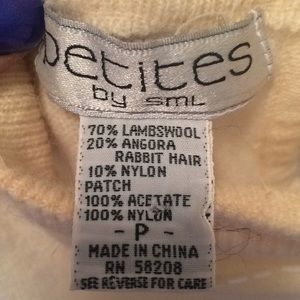 petites
by sml
70% LAMBSWOOL
20% ANGORA
RABBIT HAIR
10% NYLON
PATCH
100% ACETATE
100% NYLON
- P -
MADE IN CHINA
RN 58208
SEE REVERSE FOR CARE